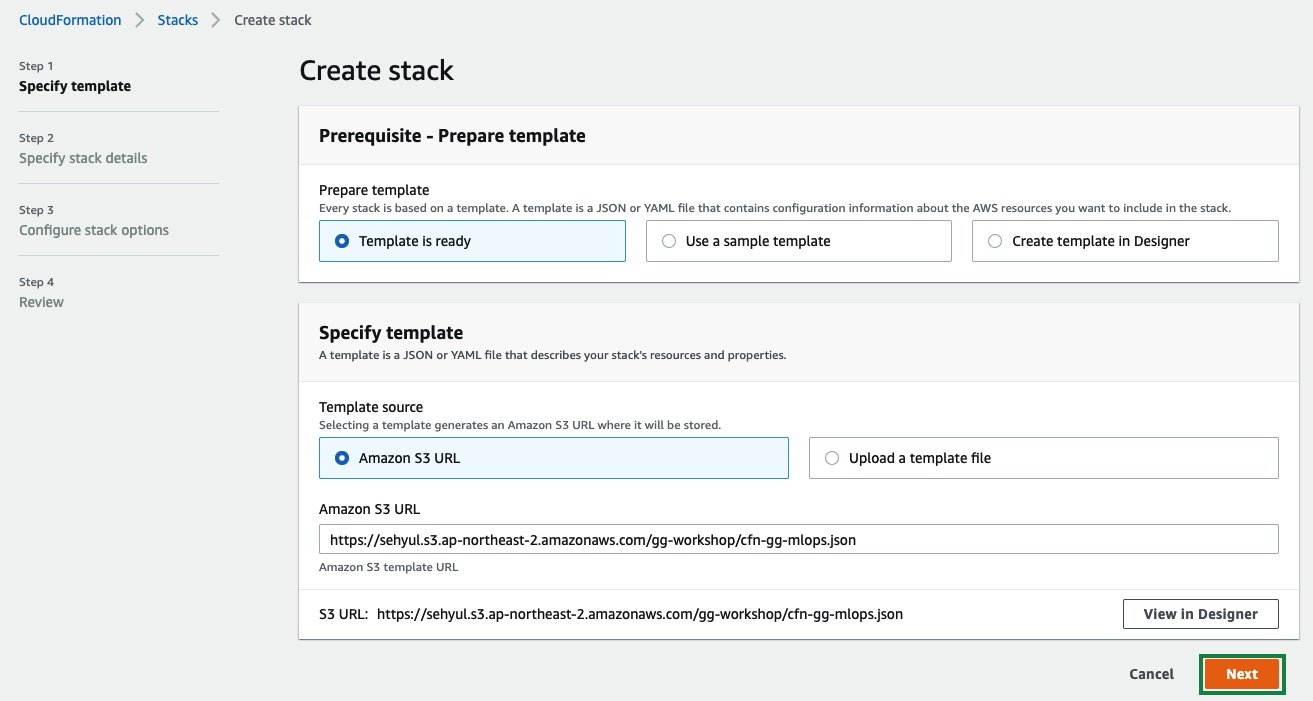 CloudFormation > Stacks > Create stack
Step 1
Specify template
Step 2
Specify stack details
Step 3
Configure stack options
Step 4
Review
Create stack
Prerequisite - Prepare template
Prepare template
Every stack is based on a template. A template is a JSON or YAML file that contains configuration information about the AWS resources you want to include in the stack.
Template is ready
Use a sample template
Create template in Designer
Specify template
A template is a JSON or YAML file that describes your stack's resources and properties.
Template source
Selecting a template generates an Amazon S3 URL where it will be stored.
Amazon S3 URL
Upload a template file
Amazon S3 URL
https://sehyul.s3.ap-northeast-2.amazonaws.com/gg-workshop/cfn-gg-mlops.json
Amazon S3 template URL
S3 URL: https://sehyul.s3.ap-northeast-2.amazonaws.com/gg-workshop/cfn-gg-mlops.json
View in Designer
Cancel
Next